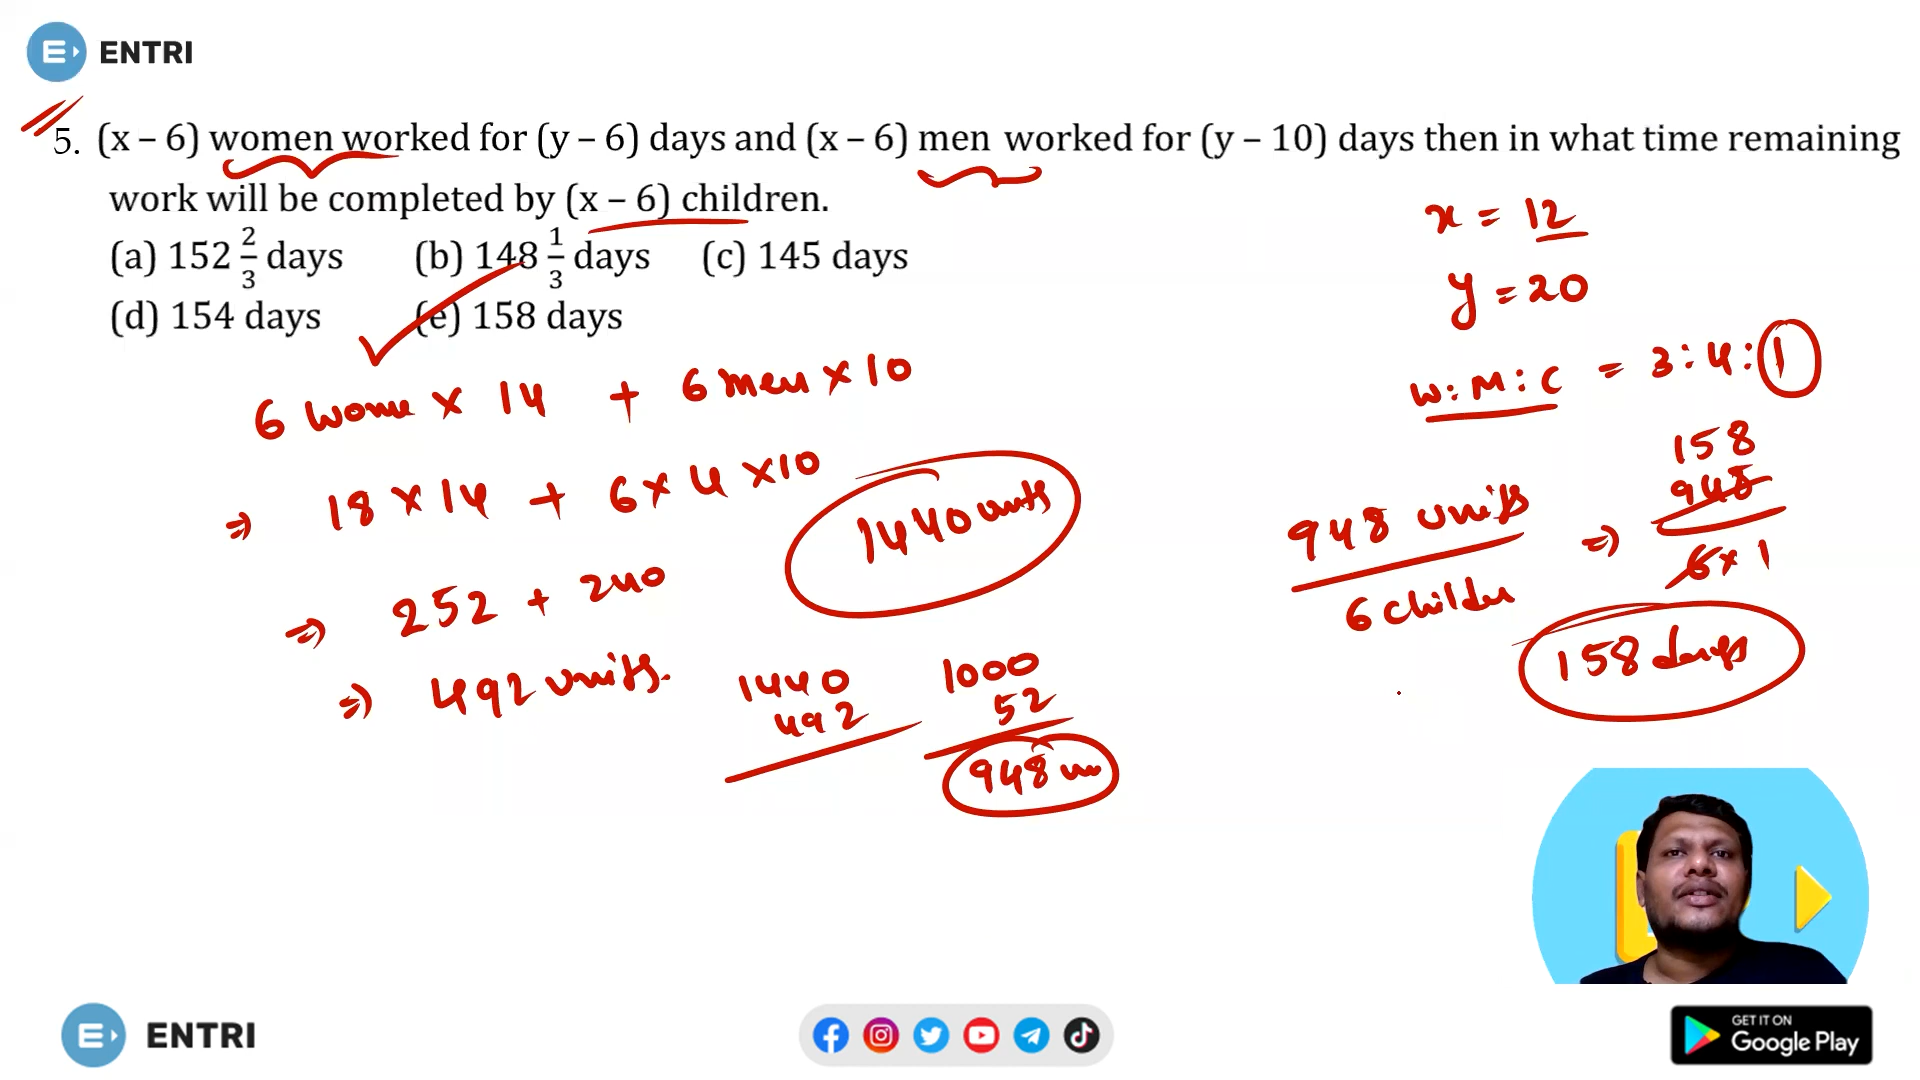 ENTRI
5. (x – 6) women worked for (y – 6) days and (x – 6) men worked for (y – 10) days then in what time remaining
work will be completed by (x – 6) children.
(a) 152 2/3 days (b) 148 1/3 days (c) 145 days
(d) 154 days (e) 158 days
x = 12
y = 20
W : M : C = 3 : 4 : 1
6 wome x 14 + 6 men x 10
=> 18 x 14 + 6 x 4 x 10
=> 252 + 240
=> 492 units.
1440 units
1440
492
1000
52
948
948 units
6 childen
=> 948
6 x 1
158
158 days
ENTRI
GET IT ON
Google Play